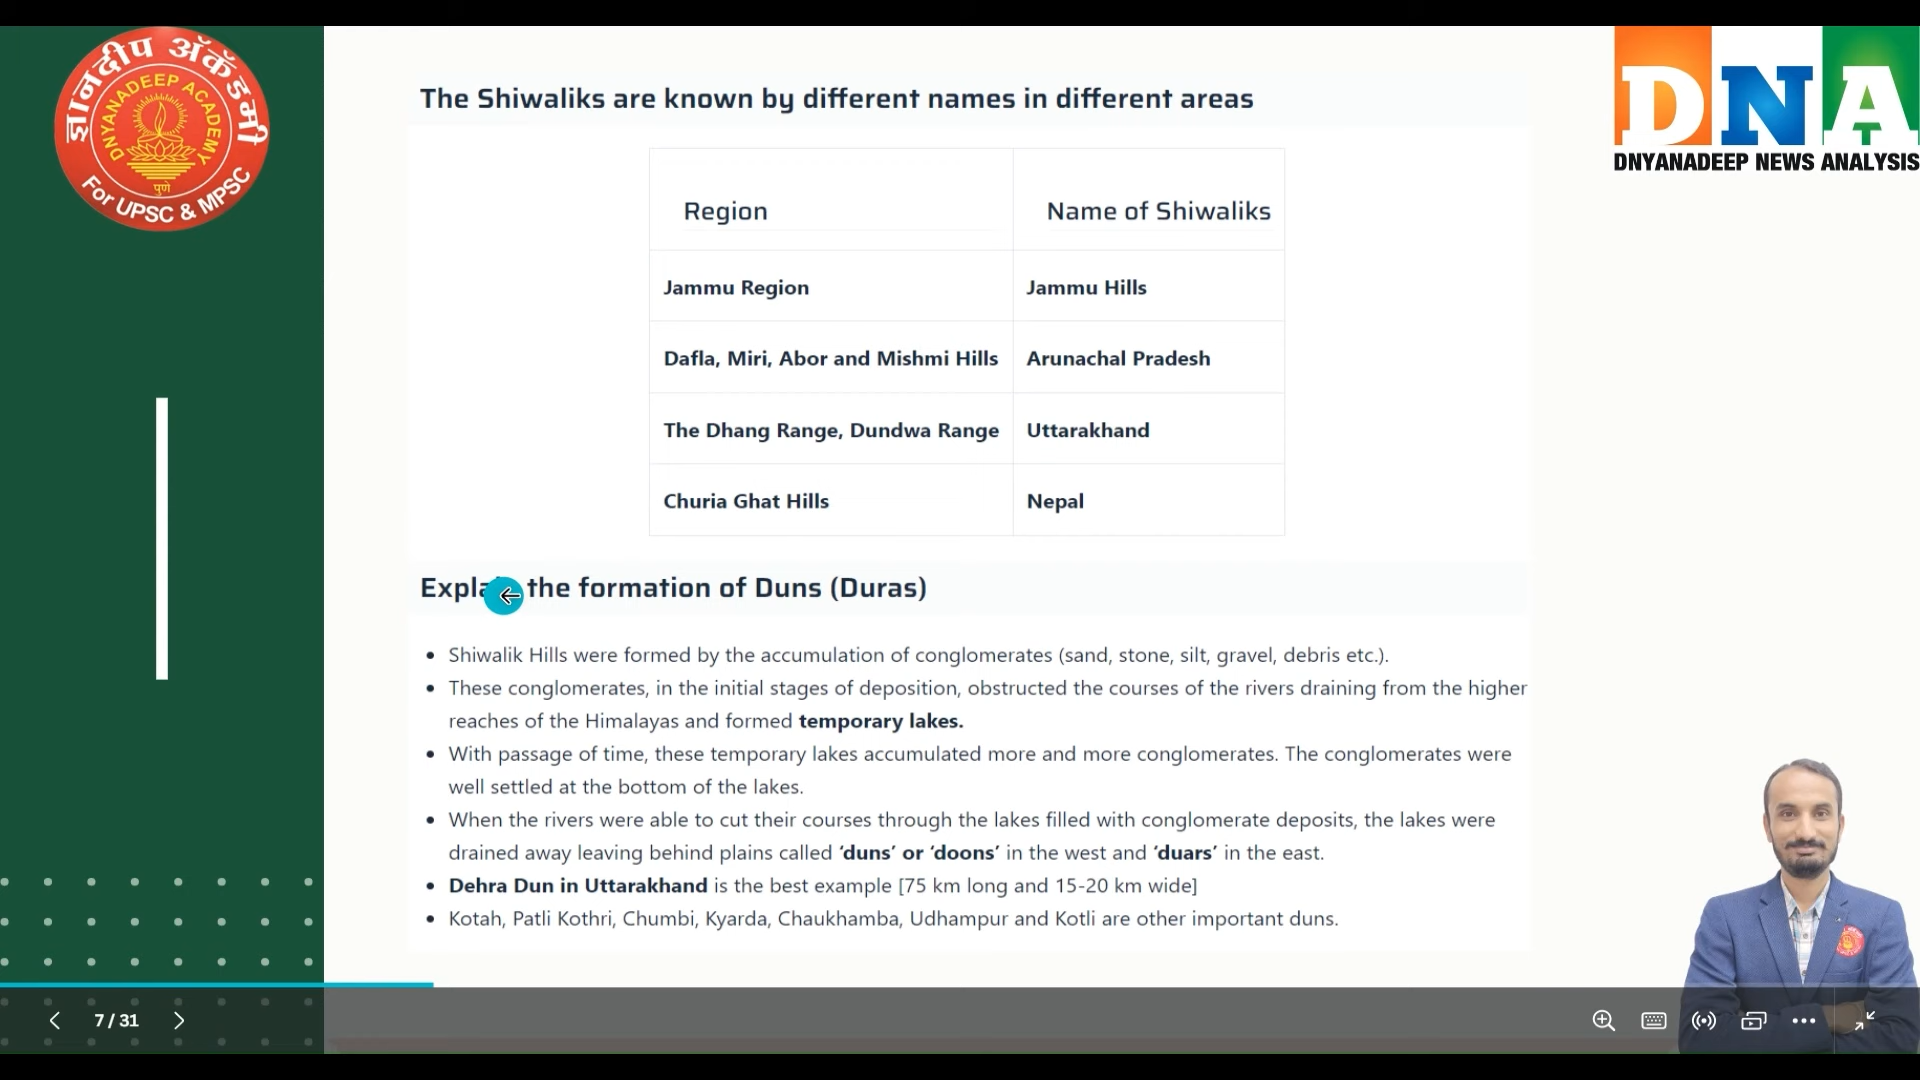 ज्ञानदीप अ‍ॅकॅडमी
DNYANADEEP ACADEMY
पुणे
For UPSC & MPSC
DNA
DNYANADEEP NEWS ANALYSIS
The Shiwaliks are known by different names in different areas
Region Name of Shiwaliks
Jammu Region Jammu Hills
Dafla, Miri, Abor and Mishmi Hills Arunachal Pradesh
The Dhang Range, Dundwa Range Uttarakhand
Churia Ghat Hills Nepal
the formation of Duns (Duras)
• Shiwalik Hills were formed by the accumulation of conglomerates (sand, stone, silt, gravel, debris etc.).
• These conglomerates, in the initial stages of deposition, obstructed the courses of the rivers draining from the higher
reaches of the Himalayas and formed temporary lakes.
• With passage of time, these temporary lakes accumulated more and more conglomerates. The conglomerates were
well settled at the bottom of the lakes.
• When the rivers were able to cut their courses through the lakes filled with conglomerate deposits, the lakes were
drained away leaving behind plains called ‘duns’ or ‘doons’ in the west and ‘duars’ in the east.
• Dehra Dun in Uttarakhand is the best example [75 km long and 15-20 km wide]
• Kotah, Patli Kothri, Chumbi, Kyarda, Chaukhamba, Udhampur and Kotli are other important duns.
7 / 31